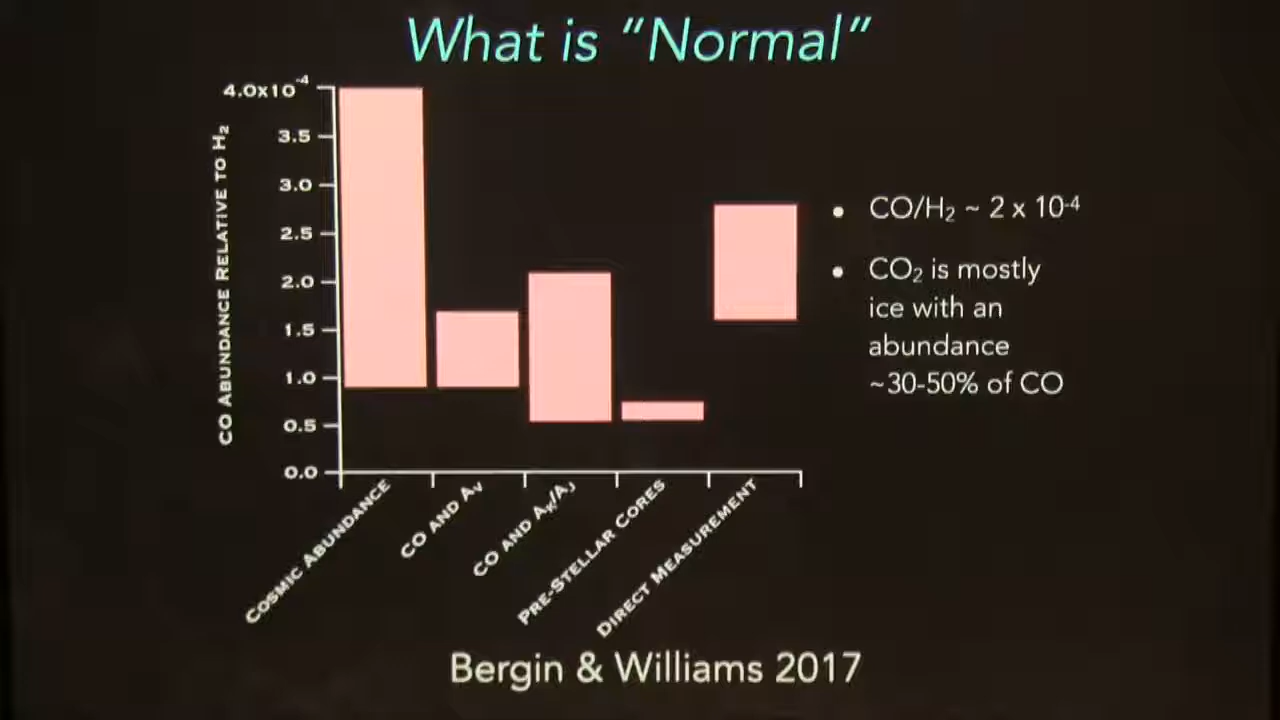 What is “Normal”
4.0x10-4
3.5
3.0
2.5
2.0
1.5
1.0
0.5
0.0
CO ABUNDANCE RELATIVE TO H2
COSMIC ABUNDANCE
CO AND AV
CO AND AK/AJ
PRE-STELLAR CORES
DIRECT MEASUREMENT
• CO/H2 ~ 2 x 10-4
• CO2 is mostly
ice with an
abundance
~30-50% of CO
Bergin & Williams 2017